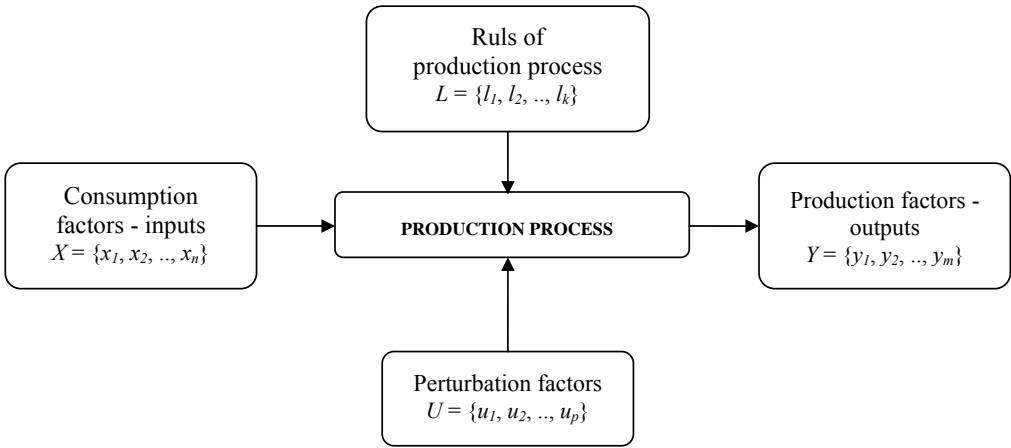 Ruls of
production process
L = {l1, l2, .., lk}
Consumption
factors - inputs
X = {x1, x2, .., xn}
PRODUCTION PROCESS
Production factors -
outputs
Y = {y1, y2, .., ym}
Perturbation factors
U = {u1, u2, .., up}